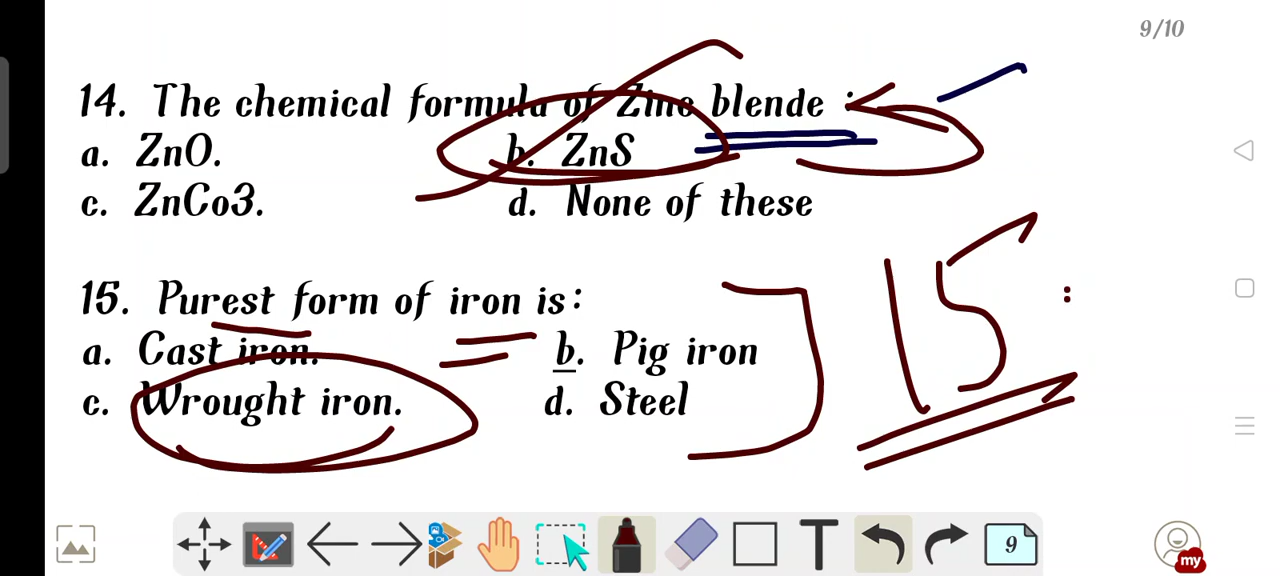 9/10
14. The chemical formula of Zinc blende :
a. ZnO. b. ZnS
c. ZnCo3. d. None of these
15. Purest form of iron is:
15 :
a. Cast iron. b. Pig iron
c. Wrought iron. d. Steel
T
9
my